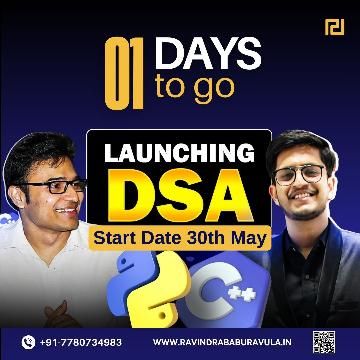 01 DAYS
to go
LAUNCHING
DSA
Start Date 30th May
C++
+91-7780734983
WWW.RAVINDRABABURAVULA.IN